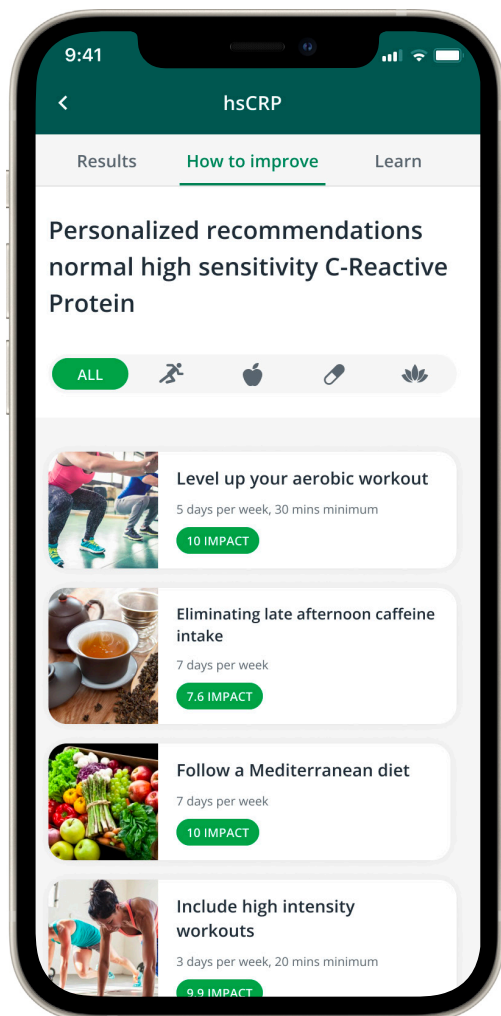 9:41
hsCRP
Results How to improve Learn
Personalized recommendations
normal high sensitivity C-Reactive
Protein
ALL
Level up your aerobic workout
5 days per week, 30 mins minimum
10 IMPACT
Eliminating late afternoon caffeine
intake
7 days per week
7.6 IMPACT
Follow a Mediterranean diet
7 days per week
10 IMPACT
Include high intensity
workouts
3 days per week, 20 mins minimum
9.9 IMPACT